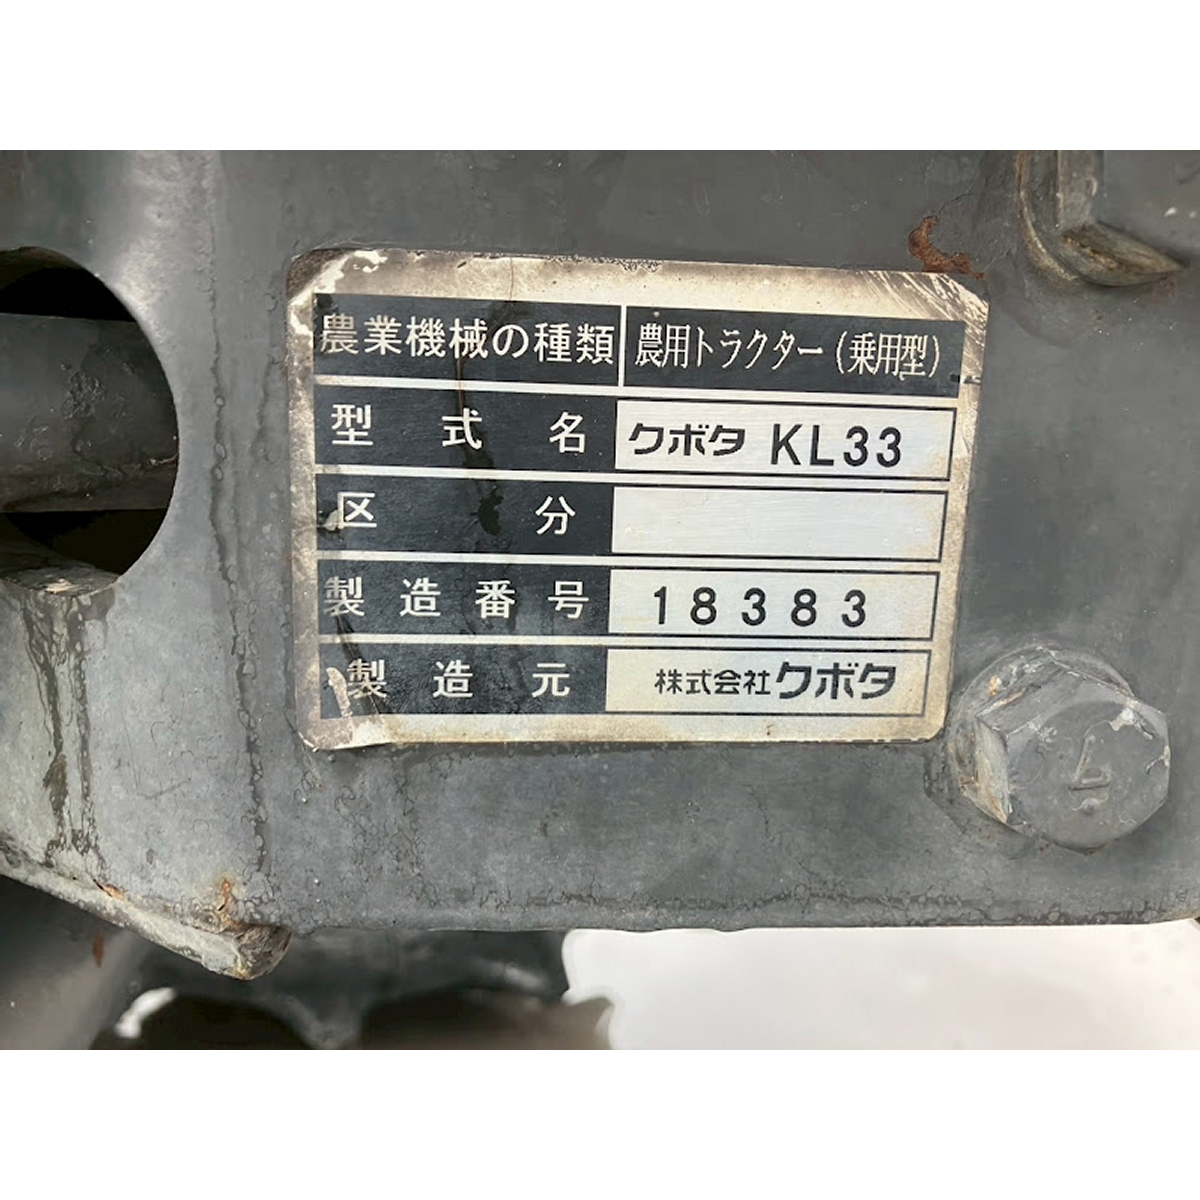 農業機械の種類 農用トラクター(乗用型)
型式名 クボタ KL33
区分
製造番号 18383
製造元 株式会社クボタ